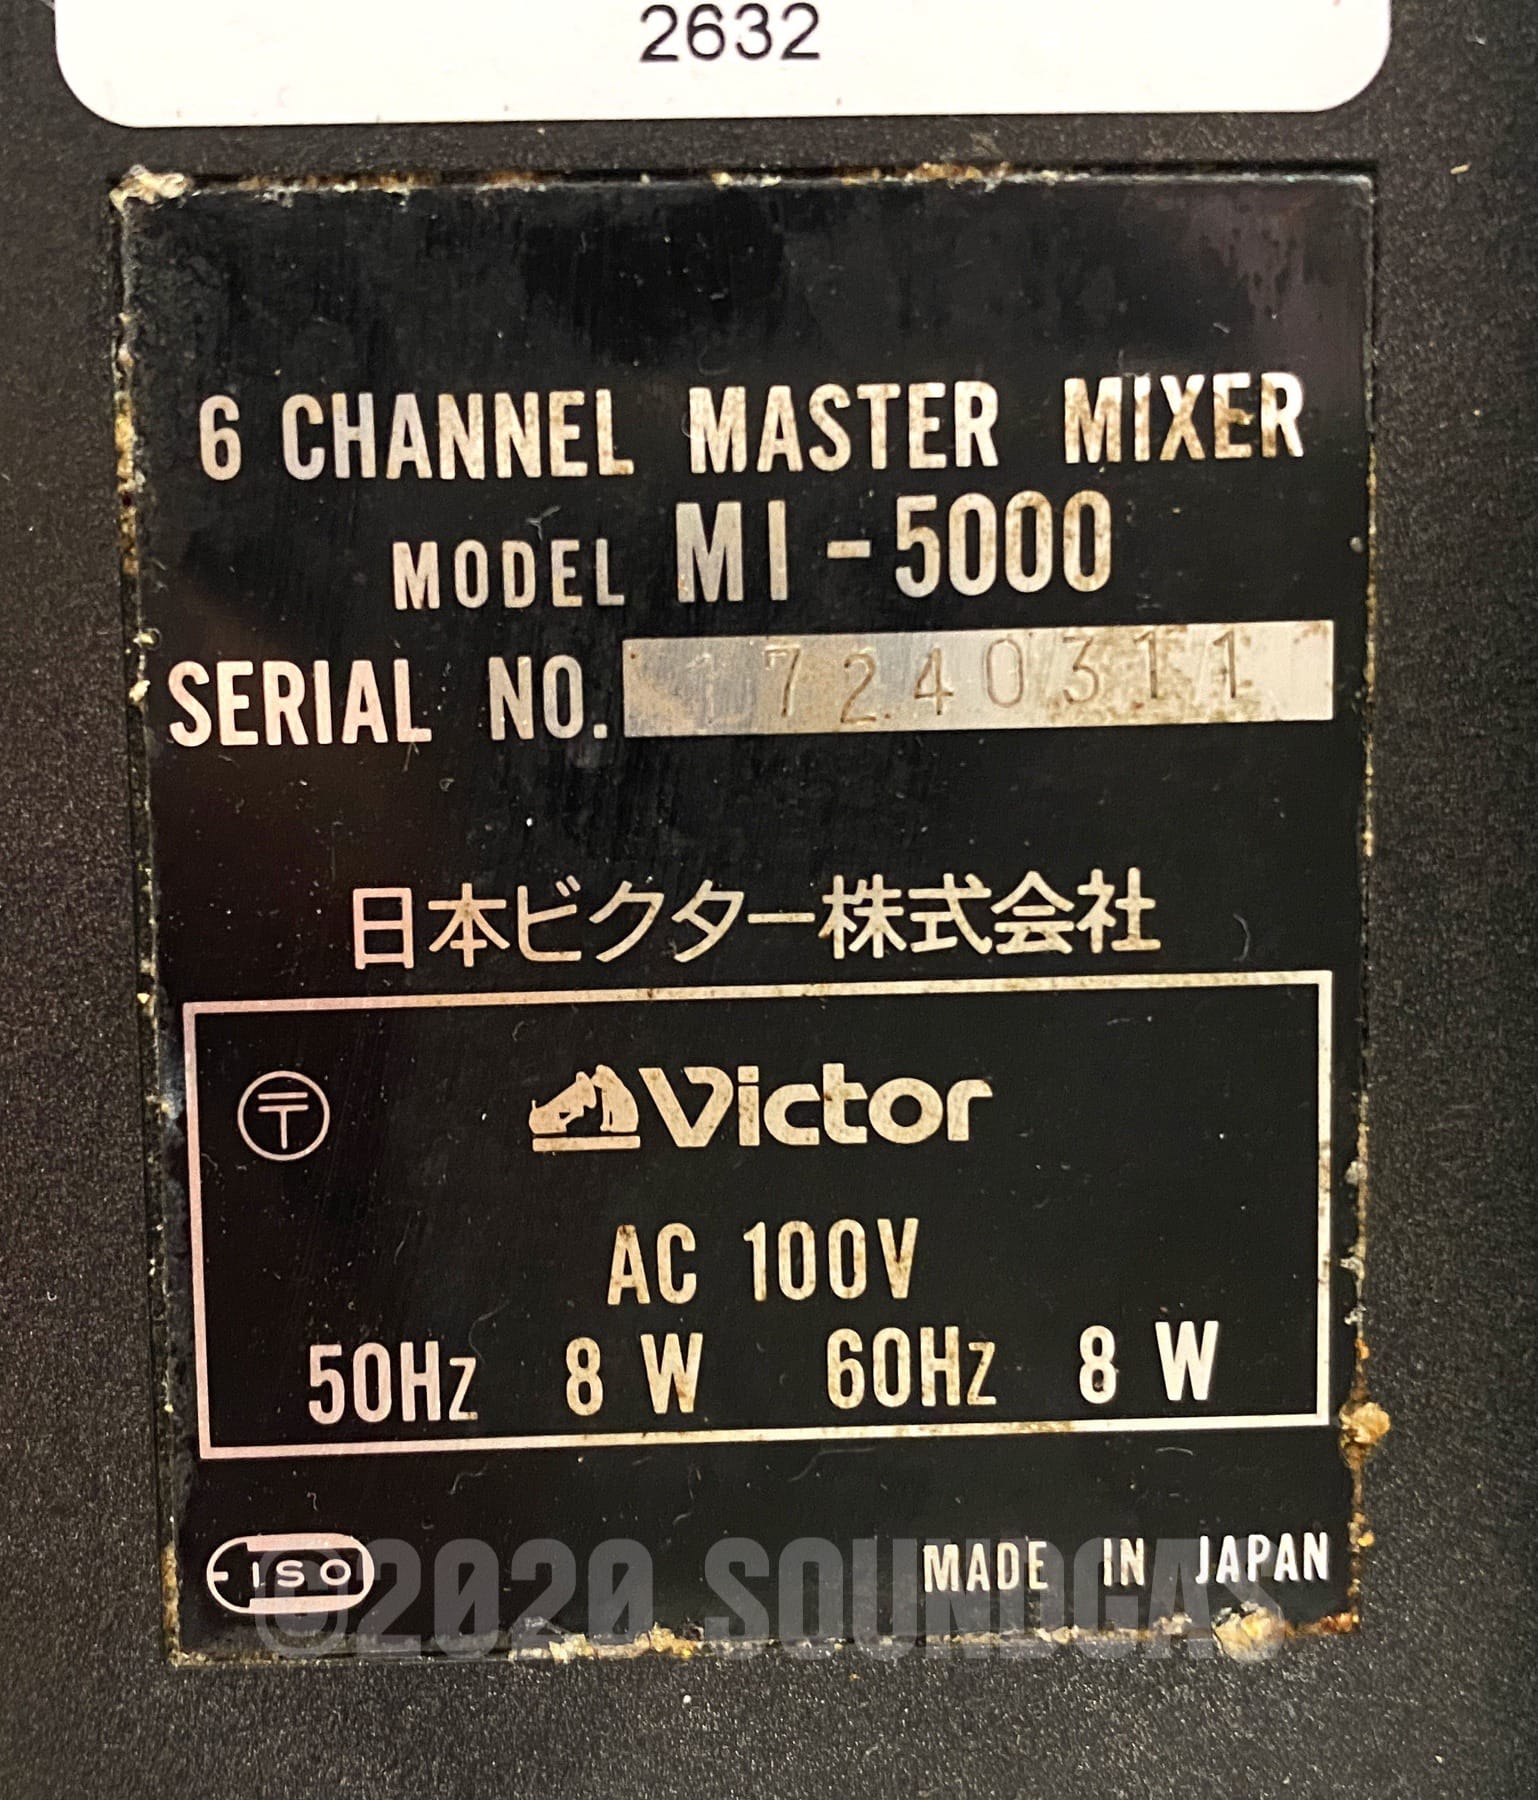 2632
6 CHANNEL MASTER MIXER
MODEL MI-5000
SERIAL NO. 17240311
日本ビクター株式会社
〒 Victor
AC 100V
50Hz 8 W 60Hz 8 W
ISO MADE IN JAPAN
©2020 SOUNDGAS